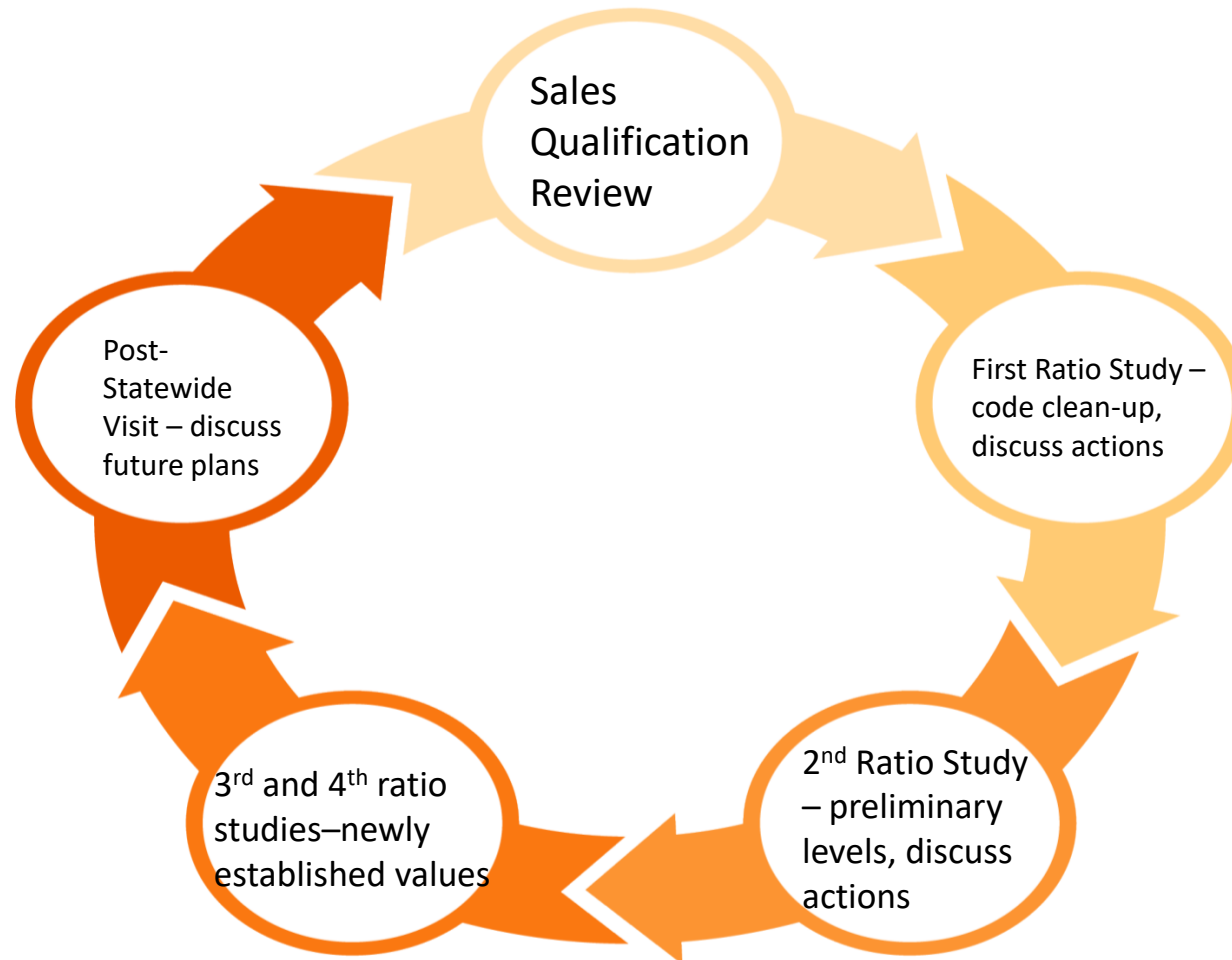 Sales
Qualification
Review
First Ratio Study –
code clean-up,
discuss actions
2nd Ratio Study
– preliminary
levels, discuss
actions
3rd and 4th ratio
studies–newly
established values
Post-
Statewide
Visit – discuss
future plans